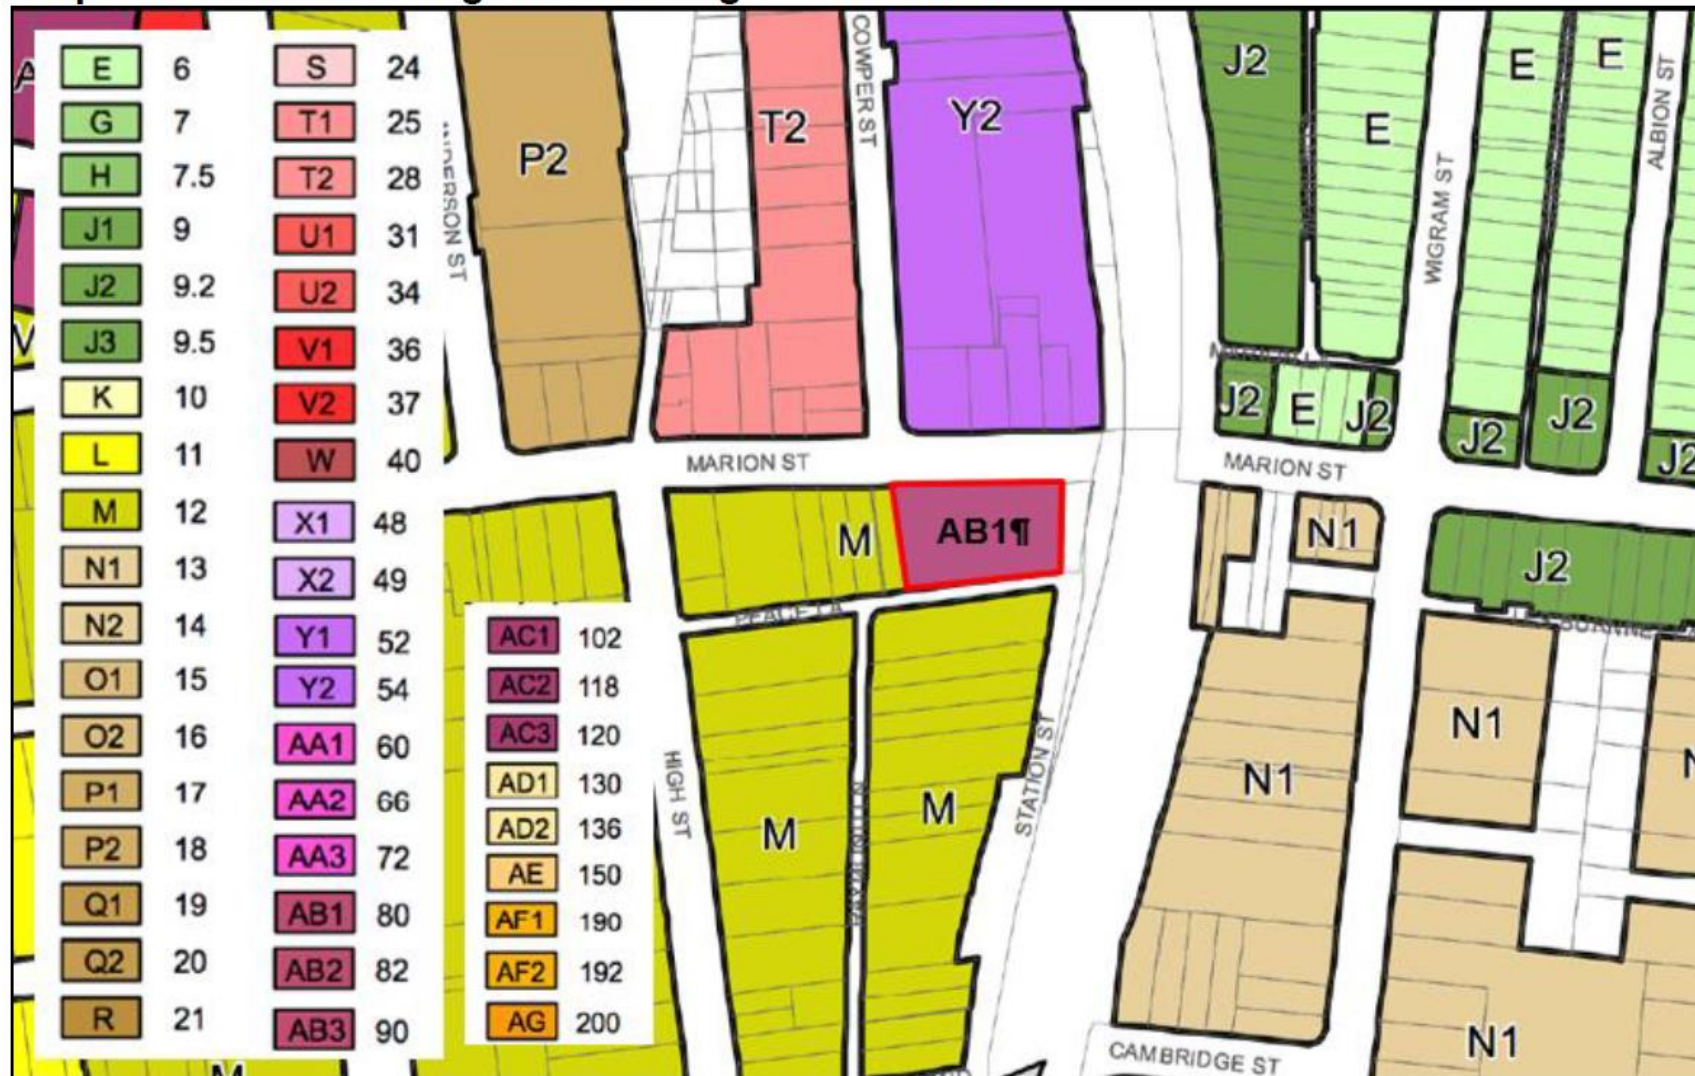 E 6
G 7
H 7.5
J1 9
J2 9.2
J3 9.5
K 10
L 11
M 12
N1 13
N2 14
O1 15
O2 16
P1 17
P2 18
Q1 19
Q2 20
R 21
S 24
T1 25
T2 28
U1 31
U2 34
V1 36
V2 37
W 40
X1 48
X2 49
Y1 52
Y2 54
AA1 60
AA2 66
AA3 72
AB1 80
AB2 82
AB3 90
AC1 102
AC2 118
AC3 120
AD1 130
AD2 136
AE 150
AF1 190
AF2 192
AG 200
P2
T2
COWPER ST
Y2
J2
E
E
E
WIGRAM ST
ALBION ST
J2
E
J2
J2
J2
J2
MARION ST
MARION ST
M
AB1¶
N1
J2
PEACE LA
HIGH ST
M
M
STATION ST
N1
N1
N1
CAMBRIDGE ST
M